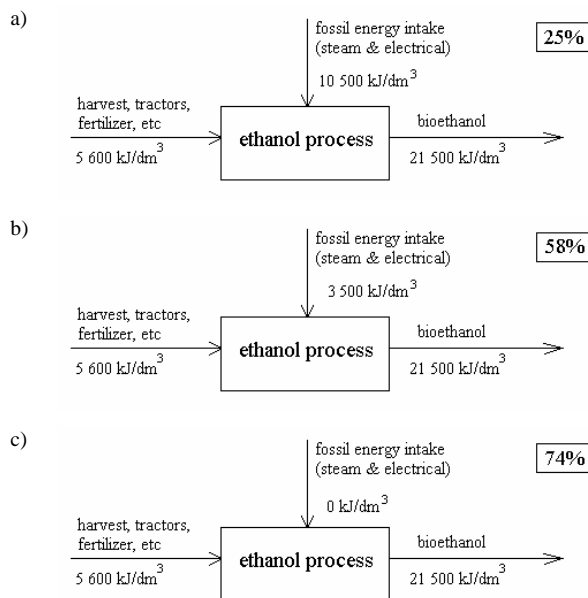 a)
fossil energy intake
(steam & electrical)
25%
10 500 kJ/dm³
harvest, tractors,
fertilizer, etc
ethanol process
bioethanol
5 600 kJ/dm³
21 500 kJ/dm³
b)
fossil energy intake
(steam & electrical)
58%
3 500 kJ/dm³
harvest, tractors,
fertilizer, etc
ethanol process
bioethanol
5 600 kJ/dm³
21 500 kJ/dm³
c)
fossil energy intake
(steam & electrical)
74%
0 kJ/dm³
harvest, tractors,
fertilizer, etc
ethanol process
bioethanol
5 600 kJ/dm³
21 500 kJ/dm³